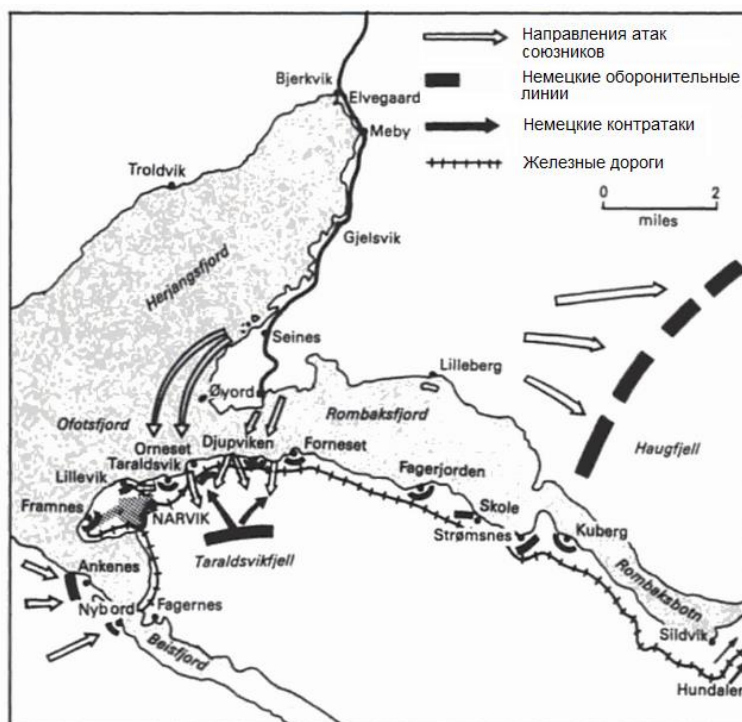 Направления атак
союзников
Немецкие оборонительные
линии
Немецкие контратаки
Железные дороги
0 2
miles
Bjerkvik
Elvegaard
Meby
Troldvik
Gjelsvik
Herjangsfjord
Seines
Øyord
Lilleberg
Ofotsfjord
Rombaksfjord
Haugfjell
Orneset
Djupviken
Forneset
Taraldsvik
Lillevik
Fagerjorden
Framnes
NARVIK
Skole
Strømsnes
Kuberg
Taraldsvikfjell
Ankenes
Nybord
Fagernes
Rombaksbotn
Beisfjord
Sildvik
Hundalen